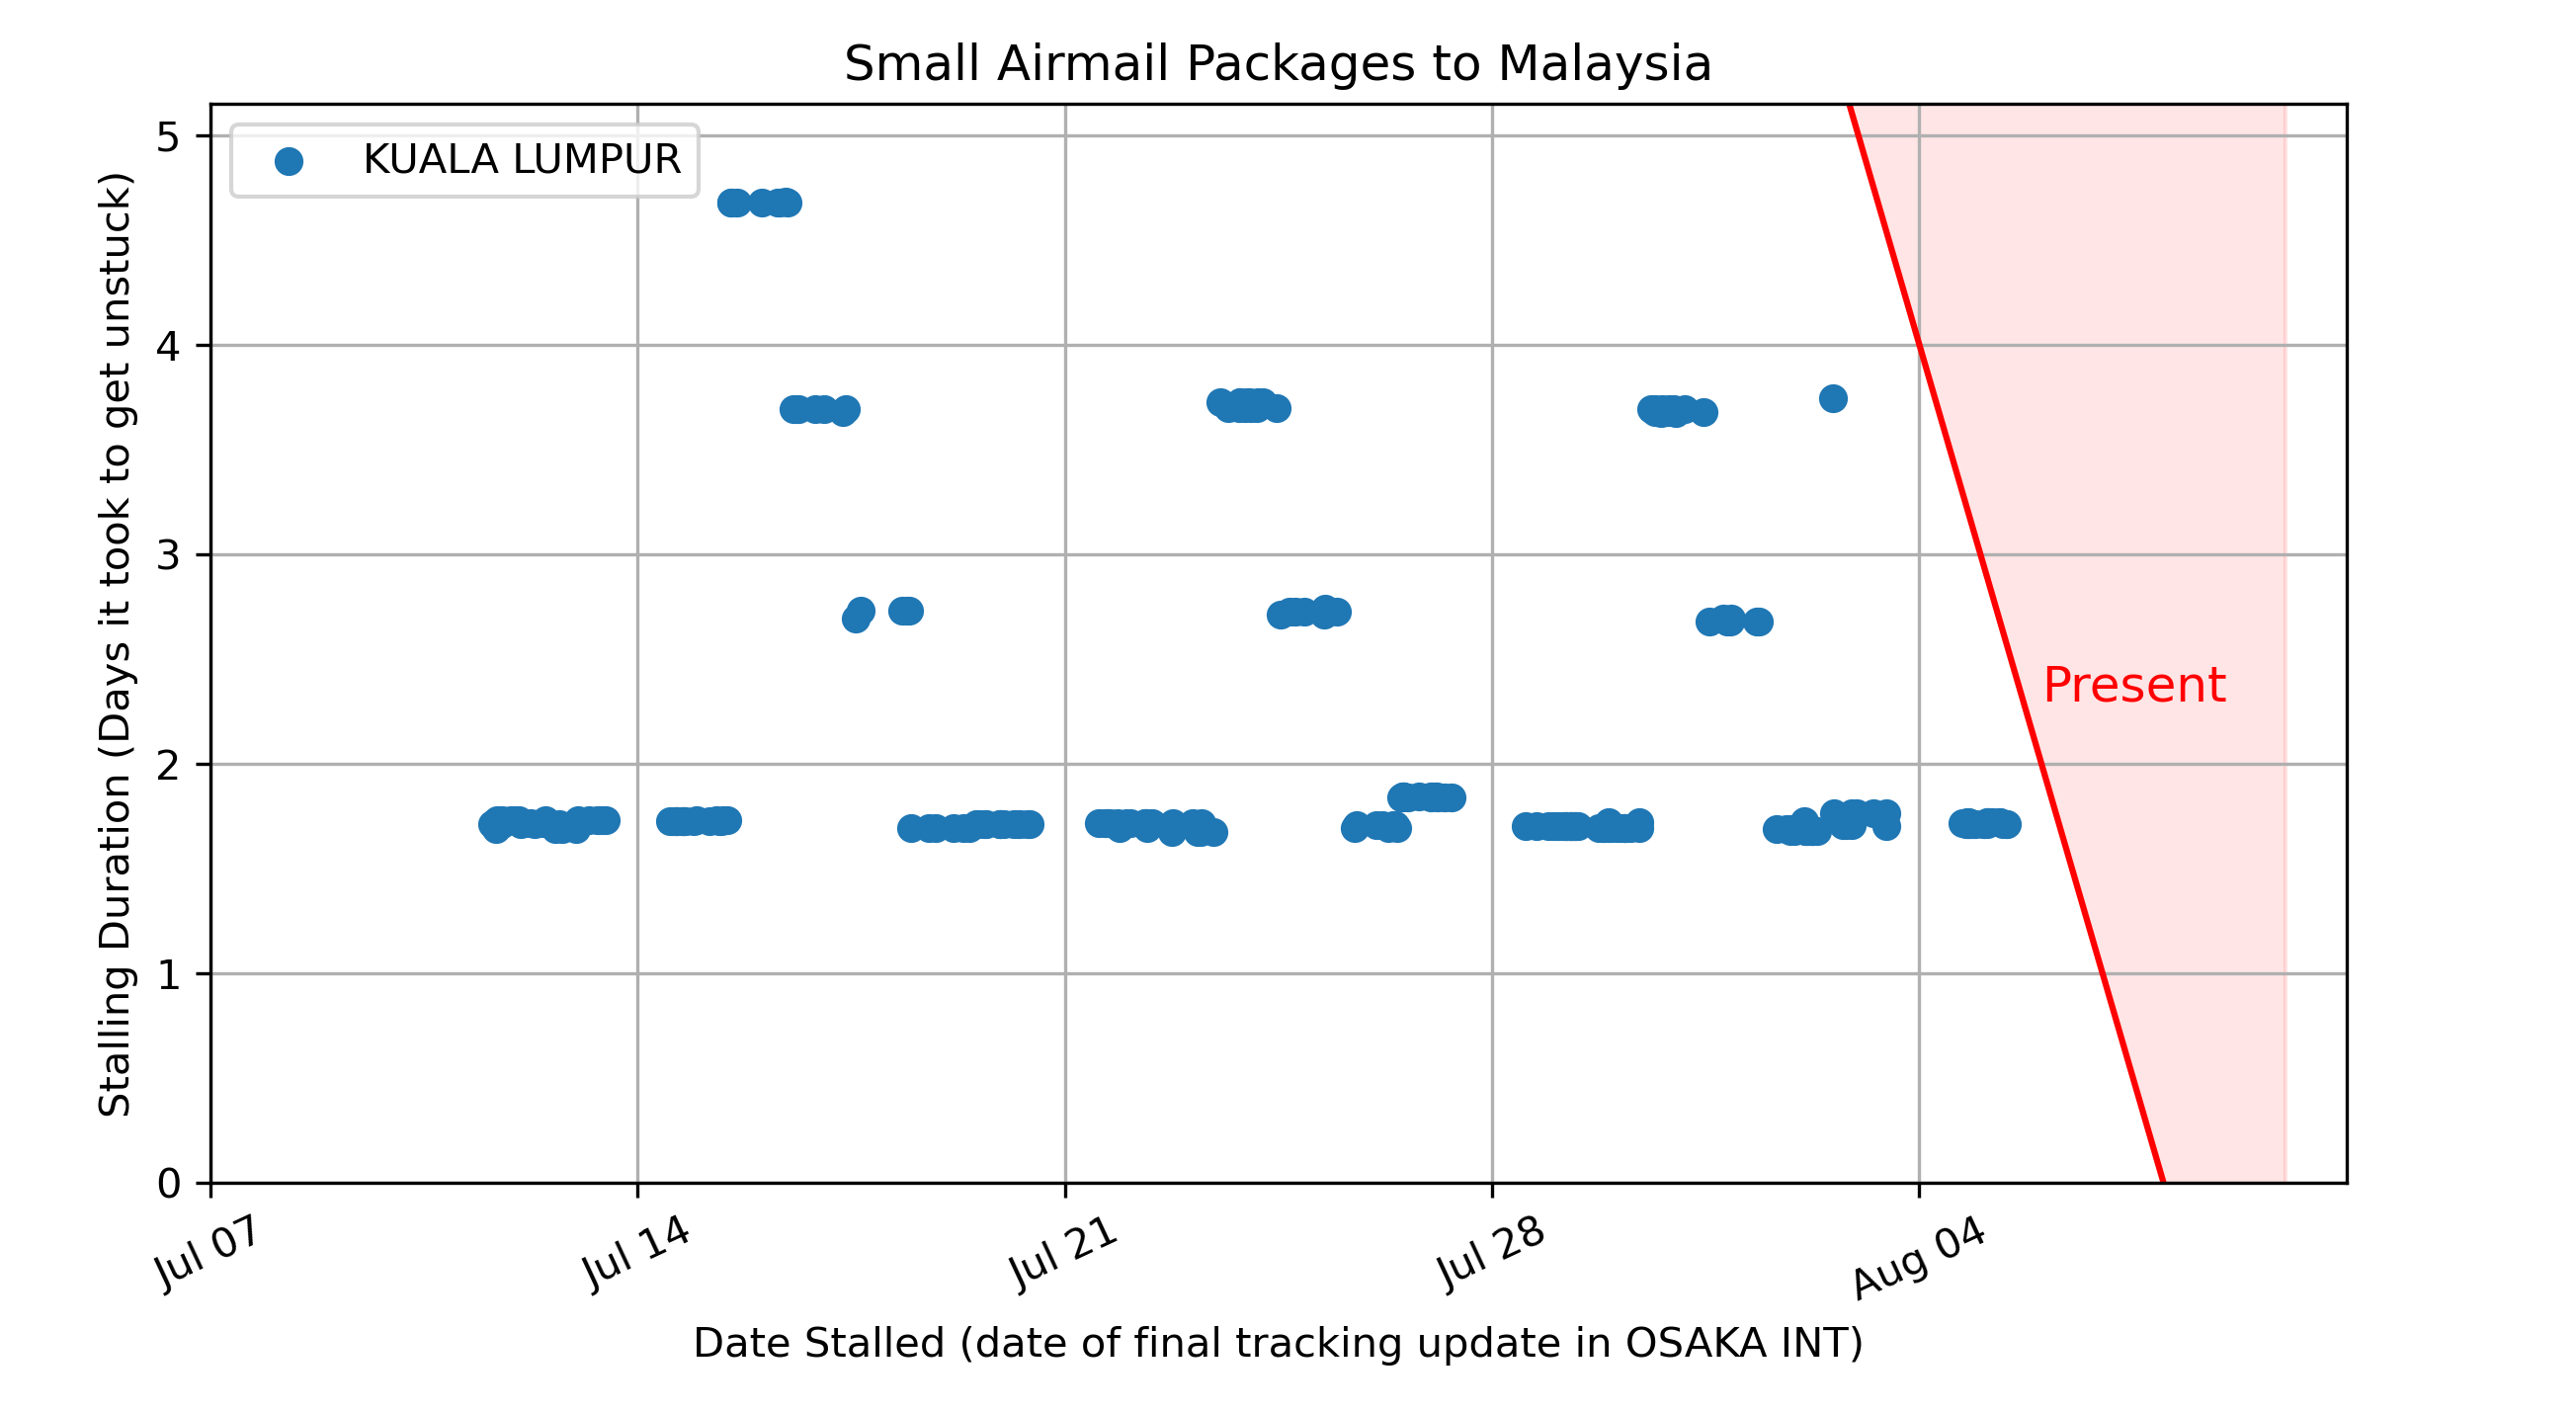 Small Airmail Packages to Malaysia
KUALA LUMPUR
Stalling Duration (Days it took to get unstuck)
5
4
3
2
1
0
Present
Jul 07
Jul 14
Jul 21
Jul 28
Aug 04
Date Stalled (date of final tracking update in OSAKA INT)